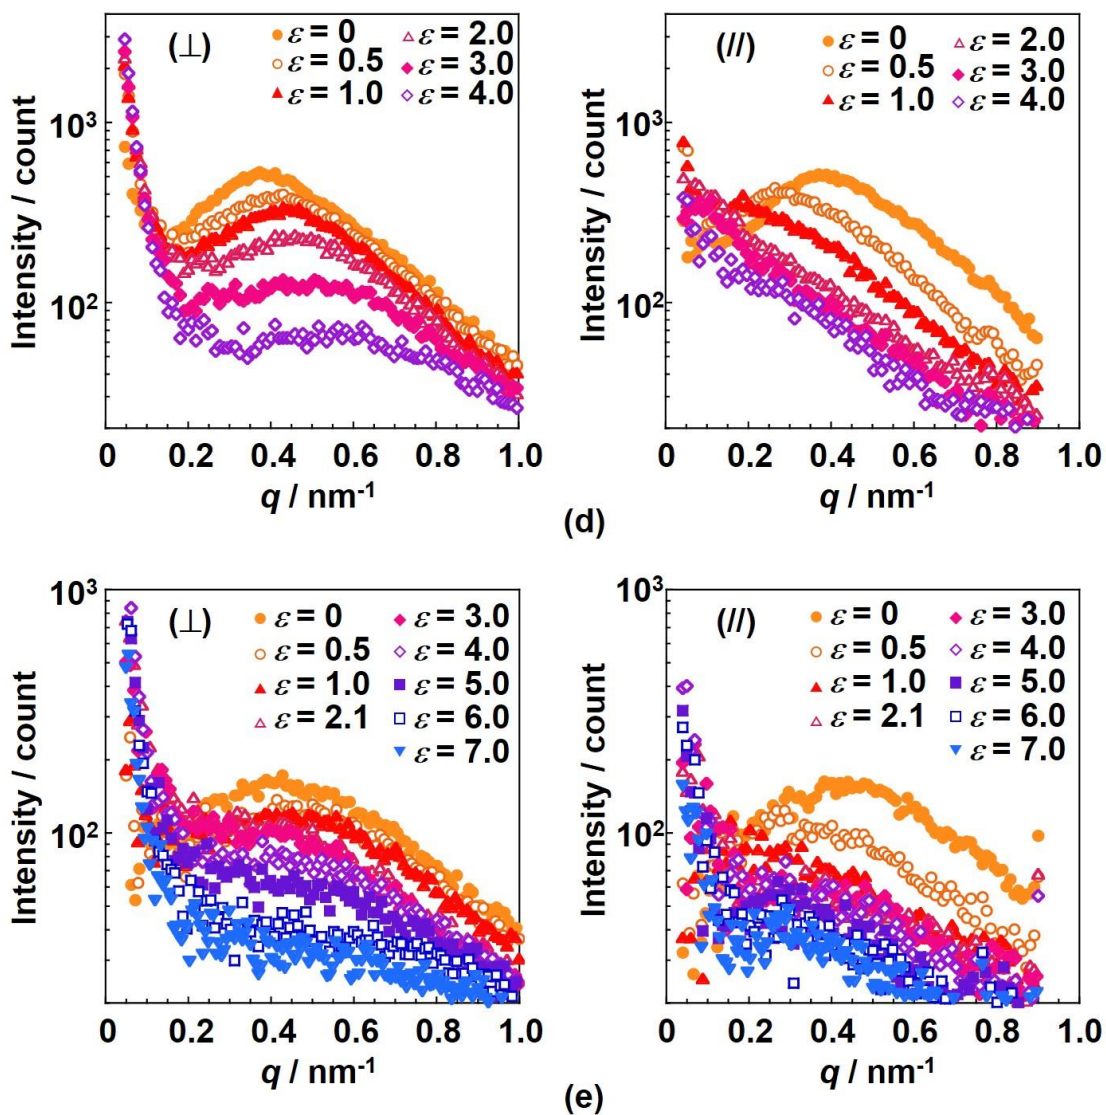 (⊥)
ε = 0
ε = 0.5
ε = 1.0
ε = 2.0
ε = 3.0
ε = 4.0
10³
10²
Intensity / count
0 0.2 0.4 0.6 0.8 1.0
q / nm⁻¹
(//)
ε = 0
ε = 0.5
ε = 1.0
ε = 2.0
ε = 3.0
ε = 4.0
10³
10²
Intensity / count
0 0.2 0.4 0.6 0.8 1.0
q / nm⁻¹
(d)
(⊥)
ε = 0
ε = 0.5
ε = 1.0
ε = 2.1
ε = 3.0
ε = 4.0
ε = 5.0
ε = 6.0
ε = 7.0
10³
10²
Intensity / count
0 0.2 0.4 0.6 0.8 1.0
q / nm⁻¹
(//)
ε = 0
ε = 0.5
ε = 1.0
ε = 2.1
ε = 3.0
ε = 4.0
ε = 5.0
ε = 6.0
ε = 7.0
10³
10²
Intensity / count
0 0.2 0.4 0.6 0.8 1.0
q / nm⁻¹
(e)